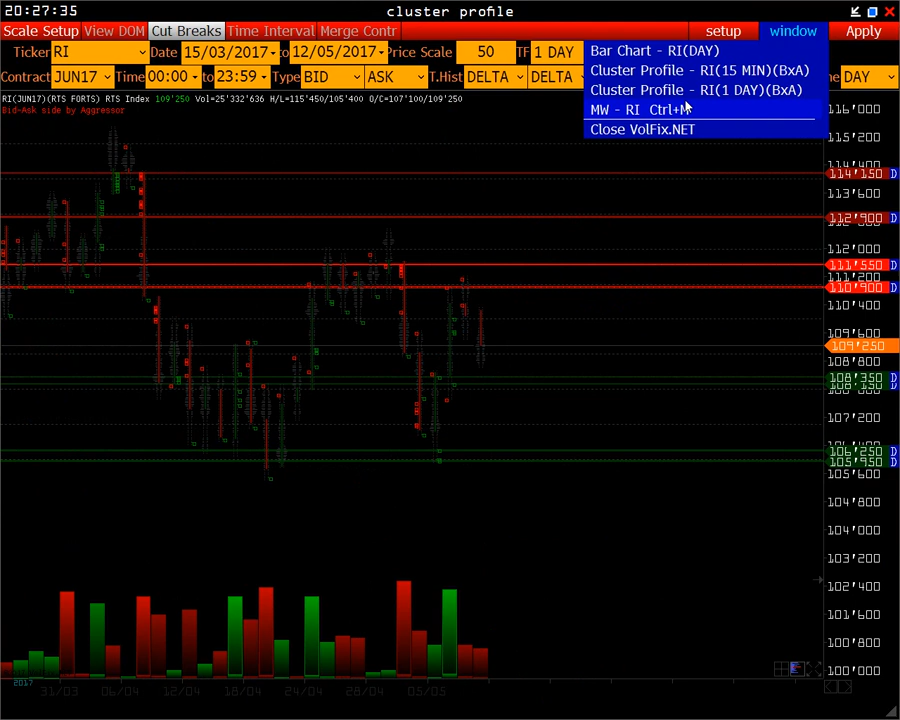 20:27:35
cluster profile
Scale Setup View DOM Cut Breaks Time Interval Merge Contr setup window Apply
Ticker RI Date 15/03/2017 to 12/05/2017 Price Scale 50 TF 1 DAY
Contract JUN17 Time 00:00 - 23:59 Type BID ASK T.Hist DELTA DELTA me DAY
Bar Chart - RI(DAY)
Cluster Profile - RI(15 MIN)(BxA)
Cluster Profile - RI(1 DAY)(BxA)
MW - RI Ctrl+M
Close VolFix.NET
RI(JUN17)(RTS FORTS) RTS Index 109'250 Vol=25'332'636 H/L=115'450/105'400 O/C=107'100/109'250
Bid-Ask side by Aggressor
116'000
115'200
114'150 D
113'600
112'900 D
112'000
111'550 D
111'200
110'900 D
110'400
109'600
109'250
108'800
108'350 D
D
107'200
106'250 D
105'950 D
104'800
104'000
103'200
102'400
101'600
100'800
100'000
2017
31/03 06/04 12/04 18/04 24/04 28/04 05/05